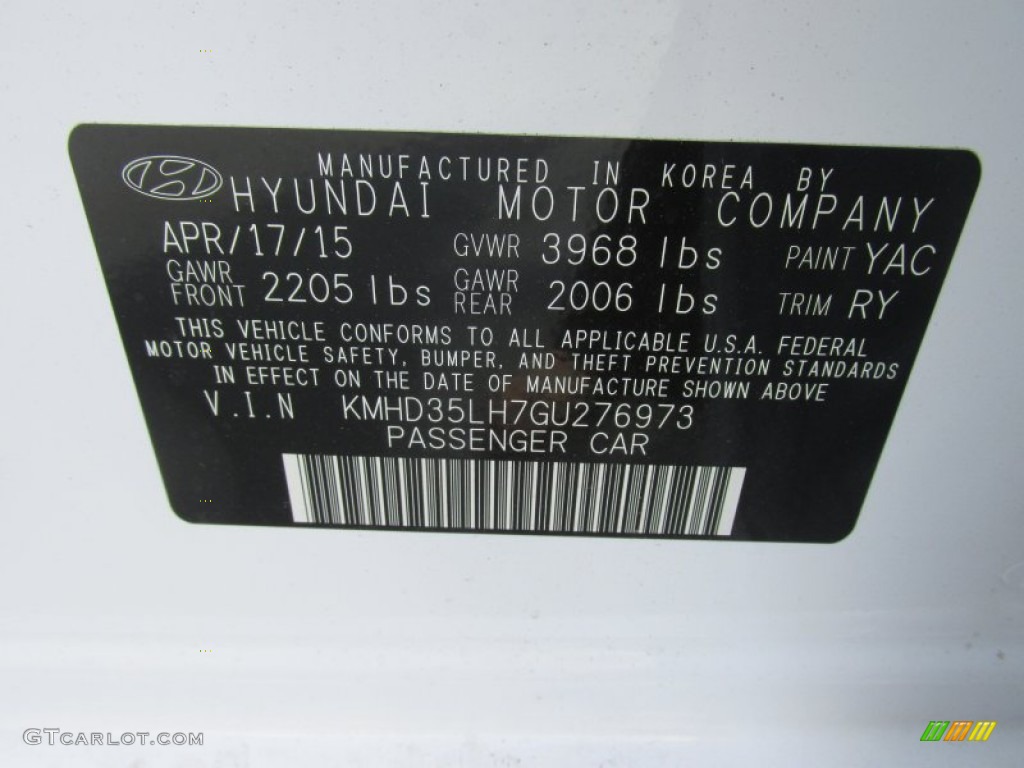 MANUFACTURED IN KOREA BY
HYUNDAI MOTOR COMPANY
APR/17/15 GVWR 3968 lbs PAINT YAC
GAWR FRONT 2205 lbs GAWR REAR 2006 lbs TRIM RY
THIS VEHICLE CONFORMS TO ALL APPLICABLE U.S.A. FEDERAL
MOTOR VEHICLE SAFETY, BUMPER, AND THEFT PREVENTION STANDARDS
IN EFFECT ON THE DATE OF MANUFACTURE SHOWN ABOVE
V.I.N KMHD35LH7GU276973
PASSENGER CAR
GTCARLOT.COM